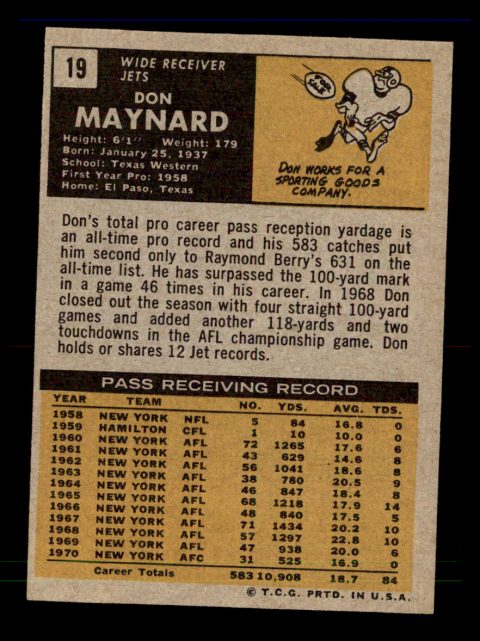 19
WIDE RECEIVER
JETS
DON
MAYNARD
Height: 6'1" Weight: 179
Born: January 25, 1937
School: Texas Western
First Year Pro: 1958
Home: El Paso, Texas
FOR SALE
DON WORKS FOR A
SPORTING GOODS
COMPANY.
Don's total pro career pass reception yardage is
an all-time pro record and his 583 catches put
him second only to Raymond Berry's 631 on the
all-time list. He has surpassed the 100-yard mark
in a game 46 times in his career. In 1968 Don
closed out the season with four straight 100-yard
games and added another 118-yards and two
touchdowns in the AFL championship game. Don
holds or shares 12 Jet records.
PASS RECEIVING RECORD
YEAR TEAM NO. YDS. AVG. TDS.
1958 NEW YORK NFL 5 84 16.8 0
1959 HAMILTON CFL 1 10 10.0 0
1960 NEW YORK AFL 72 1265 17.6 6
1961 NEW YORK AFL 43 629 14.6 8
1962 NEW YORK AFL 56 1041 18.6 8
1963 NEW YORK AFL 38 780 20.5 9
1964 NEW YORK AFL 46 847 18.4 8
1965 NEW YORK AFL 68 1218 17.9 14
1966 NEW YORK AFL 48 840 17.5 5
1967 NEW YORK AFL 71 1434 20.2 10
1968 NEW YORK AFL 57 1297 22.8 10
1969 NEW YORK AFL 47 938 20.0 6
1970 NEW YORK AFC 31 525 16.9 0
Career Totals 583 10,908 18.7 84
© T.C.G. PRTD. IN U.S.A.